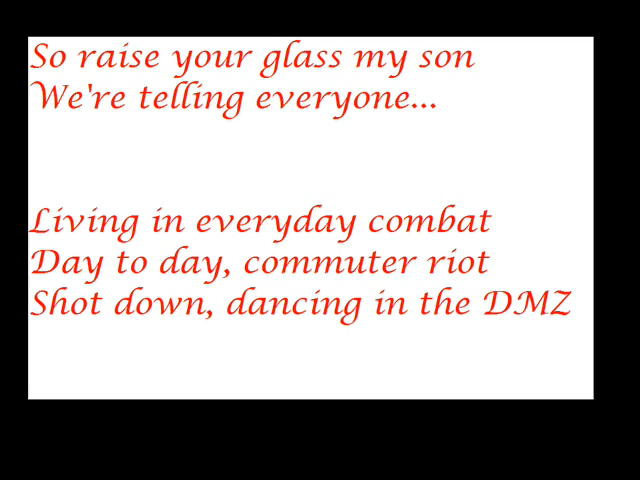 So raise your glass my son
We're telling everyone...
Living in everyday combat
Day to day, commuter riot
Shot down, dancing in the DMZ